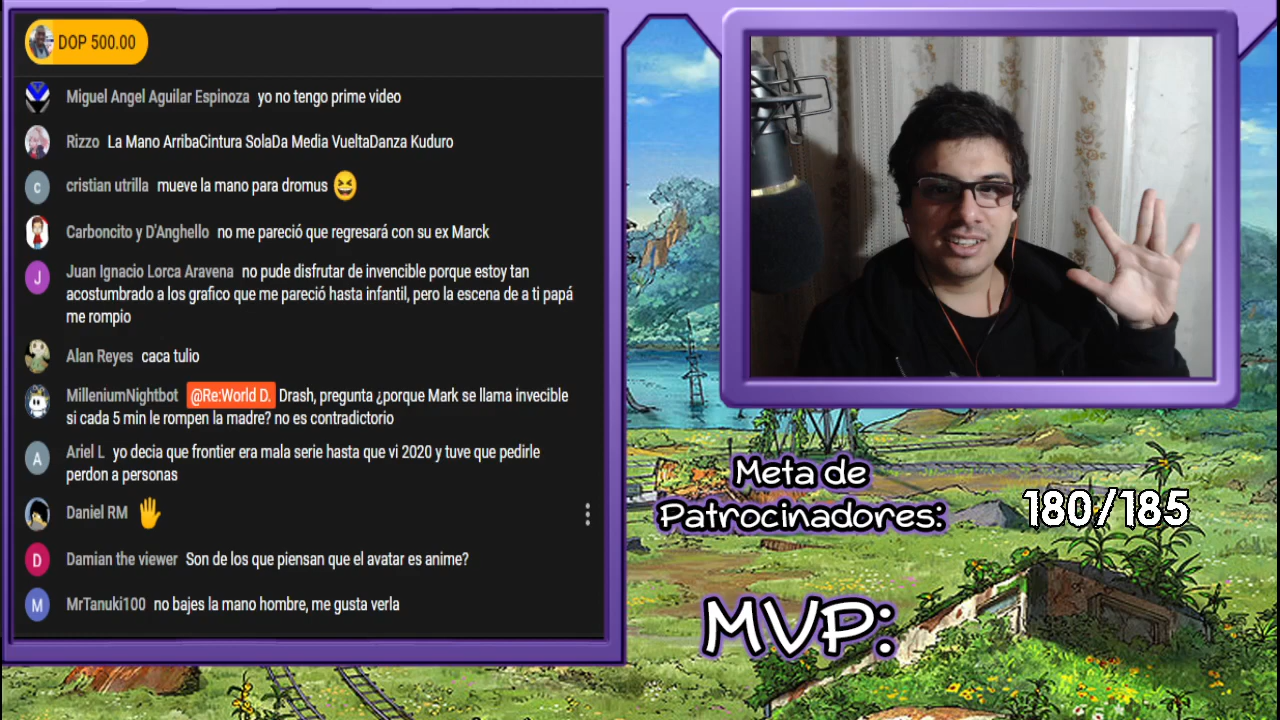 DOP 500.00
Miguel Angel Aguilar Espinoza yo no tengo prime video
Rizzo La Mano ArribaCintura SolaDa Media VueltaDanza Kuduro
cristian utrilla mueve la mano para dromus 😆
Carboncito y D'Anghello no me pareció que regresará con su ex Marck
Juan Ignacio Lorca Aravena no pude disfrutar de invencible porque estoy tan
acostumbrado a los grafico que me pareció hasta infantil, pero la escena de a ti papá
me rompio
Alan Reyes caca tulio
MilleniumNightbot @Re:World D. Drash, pregunta ¿porque Mark se llama invecible
si cada 5 min le rompen la madre? no es contradictorio
Ariel L yo decia que frontier era mala serie hasta que vi 2020 y tuve que pedirle
perdon a personas
Daniel RM 🖐
Damian the viewer Son de los que piensan que el avatar es anime?
MrTanuki100 no bajes la mano hombre, me gusta verla
C
J
A
D
M
Meta de
Patrocinadores:
180/185
MVP: